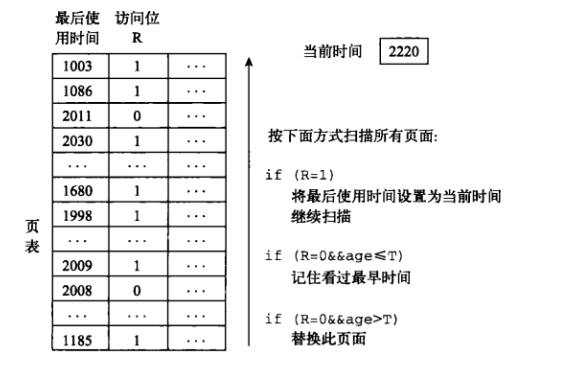 最后使 访问位
用时间 R
当前时间 2220
1003 1 ···
1086 1 ···
2011 0 ···
2030 1 ···
··· ··· ···
1680 1 ···
1998 1 ···
··· ··· ···
2009 1 ···
2008 0 ···
··· ··· ···
1185 1 ···
页
表
按下面方式扫描所有页面:
if (R=1)
将最后使用时间设置为当前时间
继续扫描
if (R=0&&age≤T)
记住看过最早时间
if (R=0&&age>T)
替换此页面